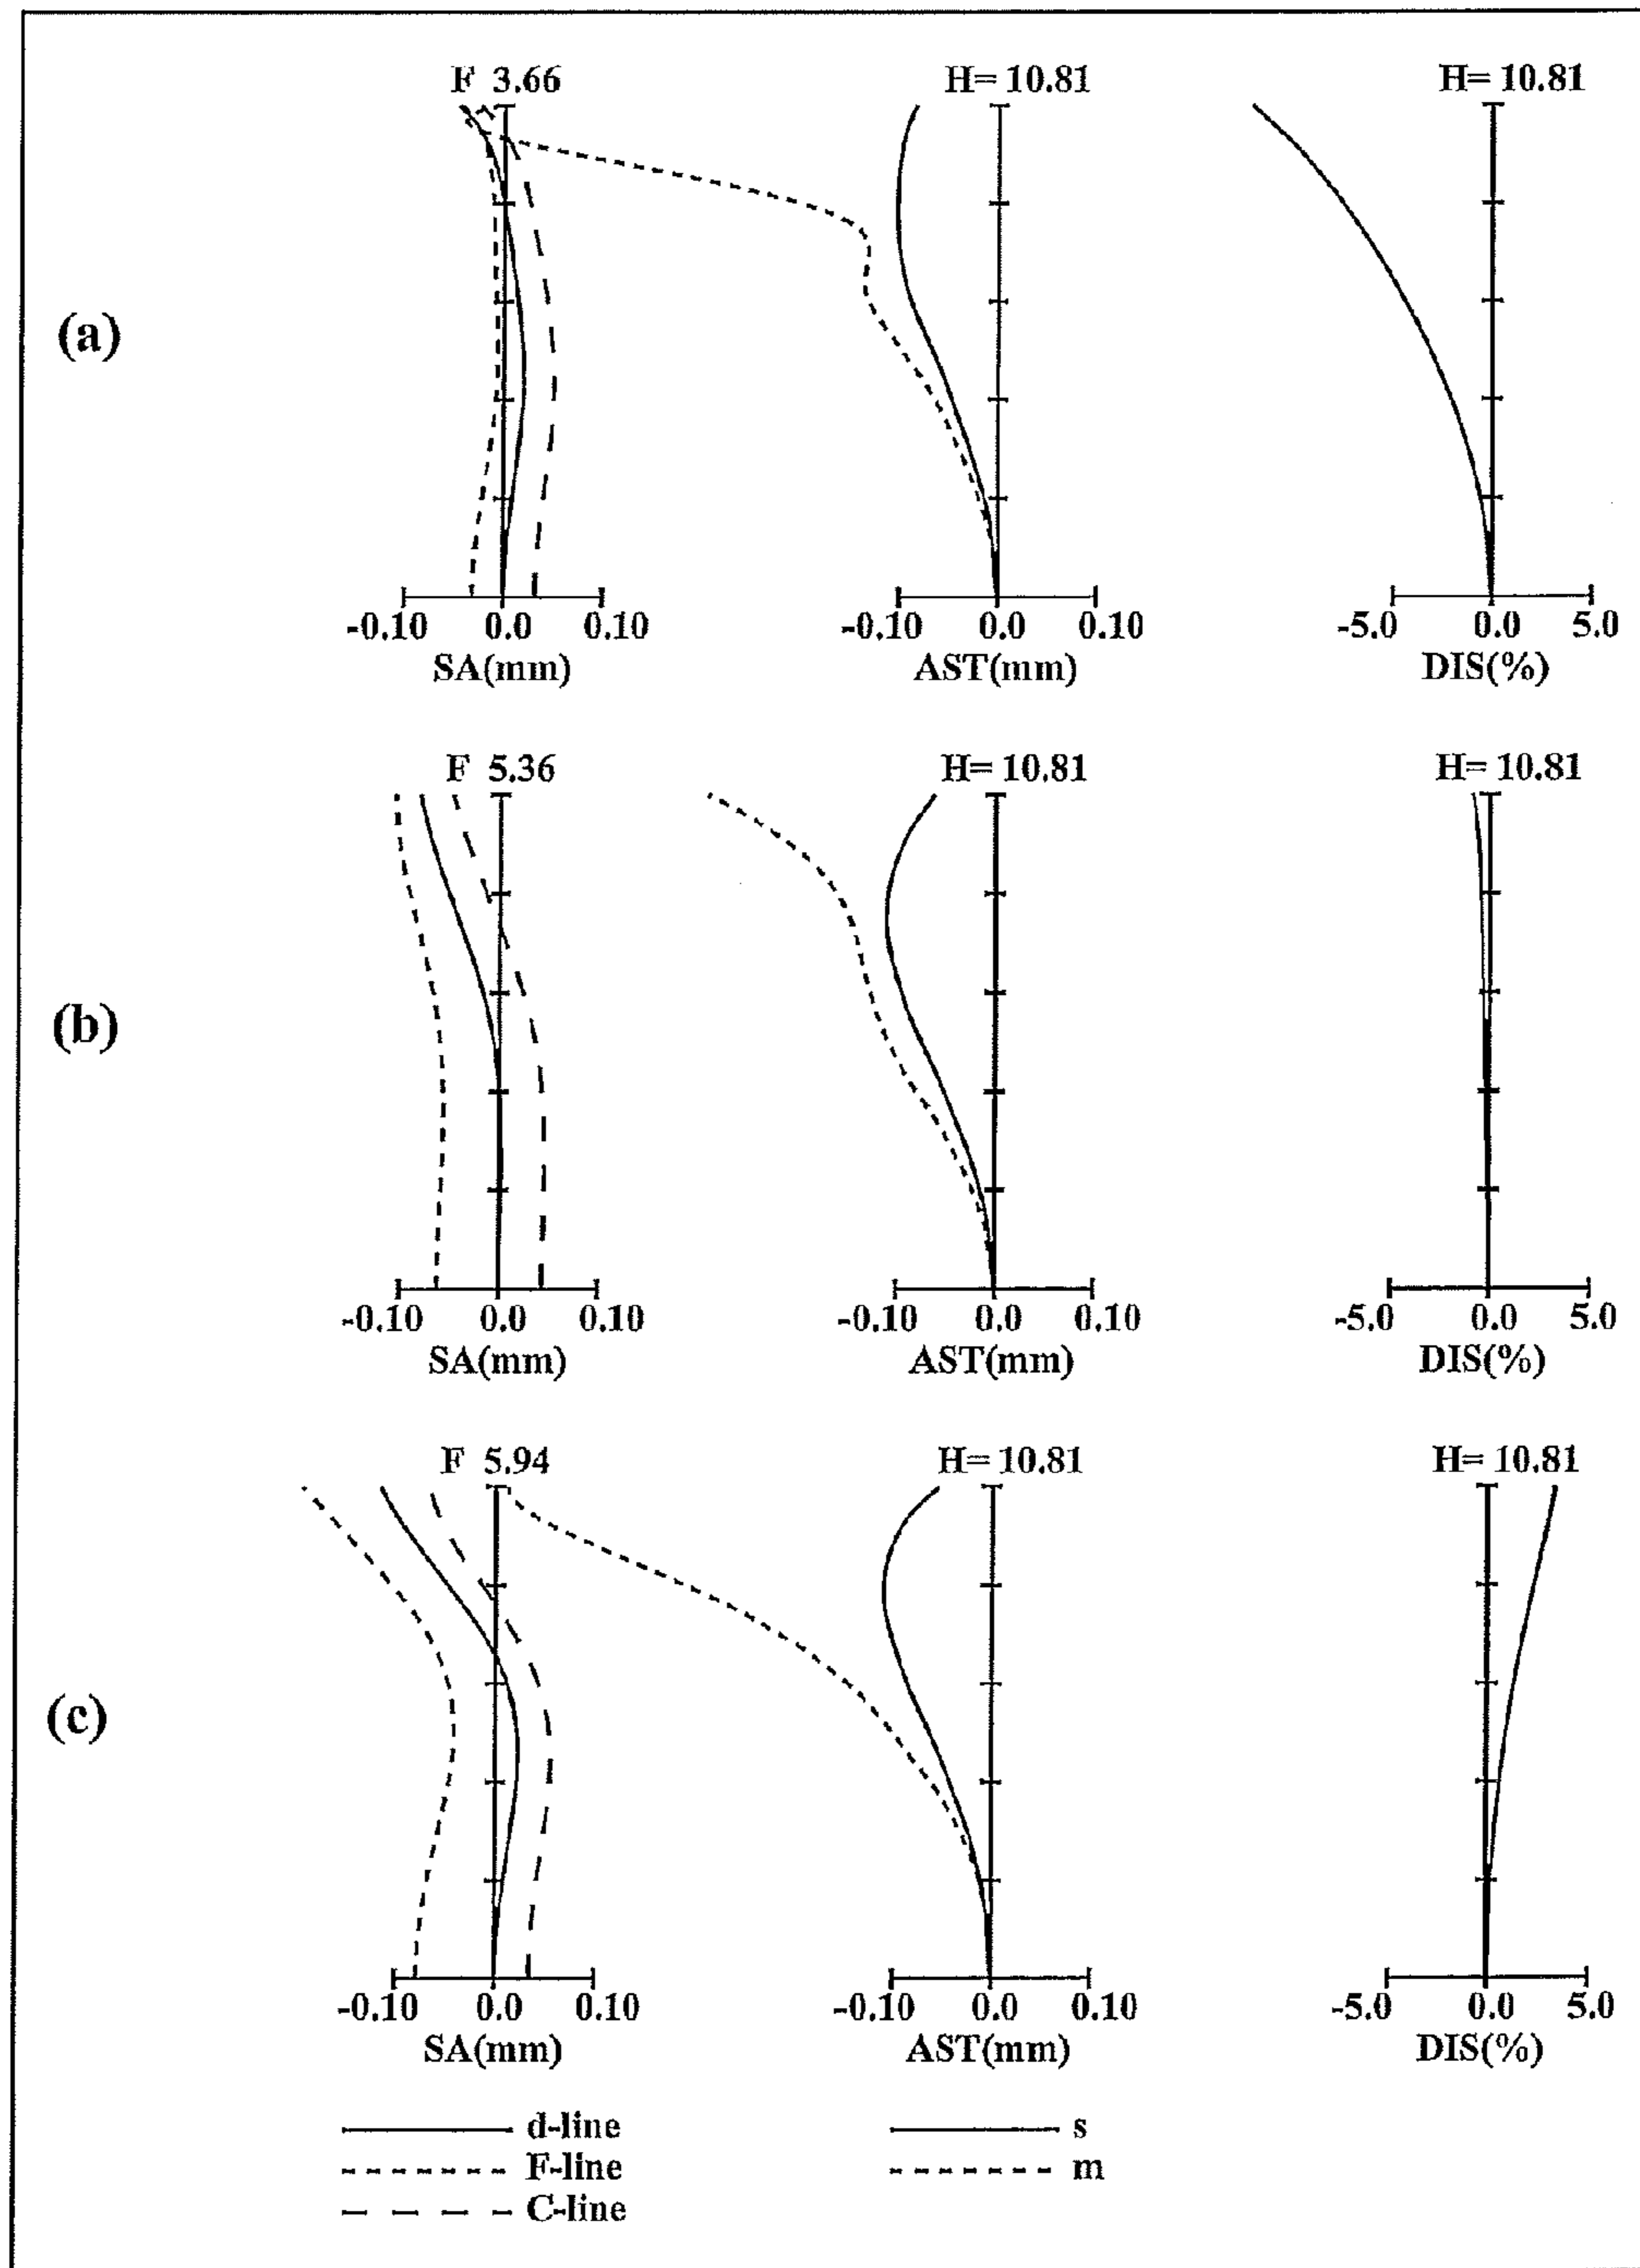 F 3.66 H= 10.81 H= 10.81
(a)
-0.10 0.0 0.10 -0.10 0.0 0.10 -5.0 0.0 5.0
SA(mm) AST(mm) DIS(%)
F 5.36 H= 10.81 H= 10.81
(b)
-0.10 0.0 0.10 -0.10 0.0 0.10 -5.0 0.0 5.0
SA(mm) AST(mm) DIS(%)
F 5.94 H= 10.81 H= 10.81
(c)
-0.10 0.0 0.10 -0.10 0.0 0.10 -5.0 0.0 5.0
SA(mm) AST(mm) DIS(%)
d-line s
F-line m
C-line